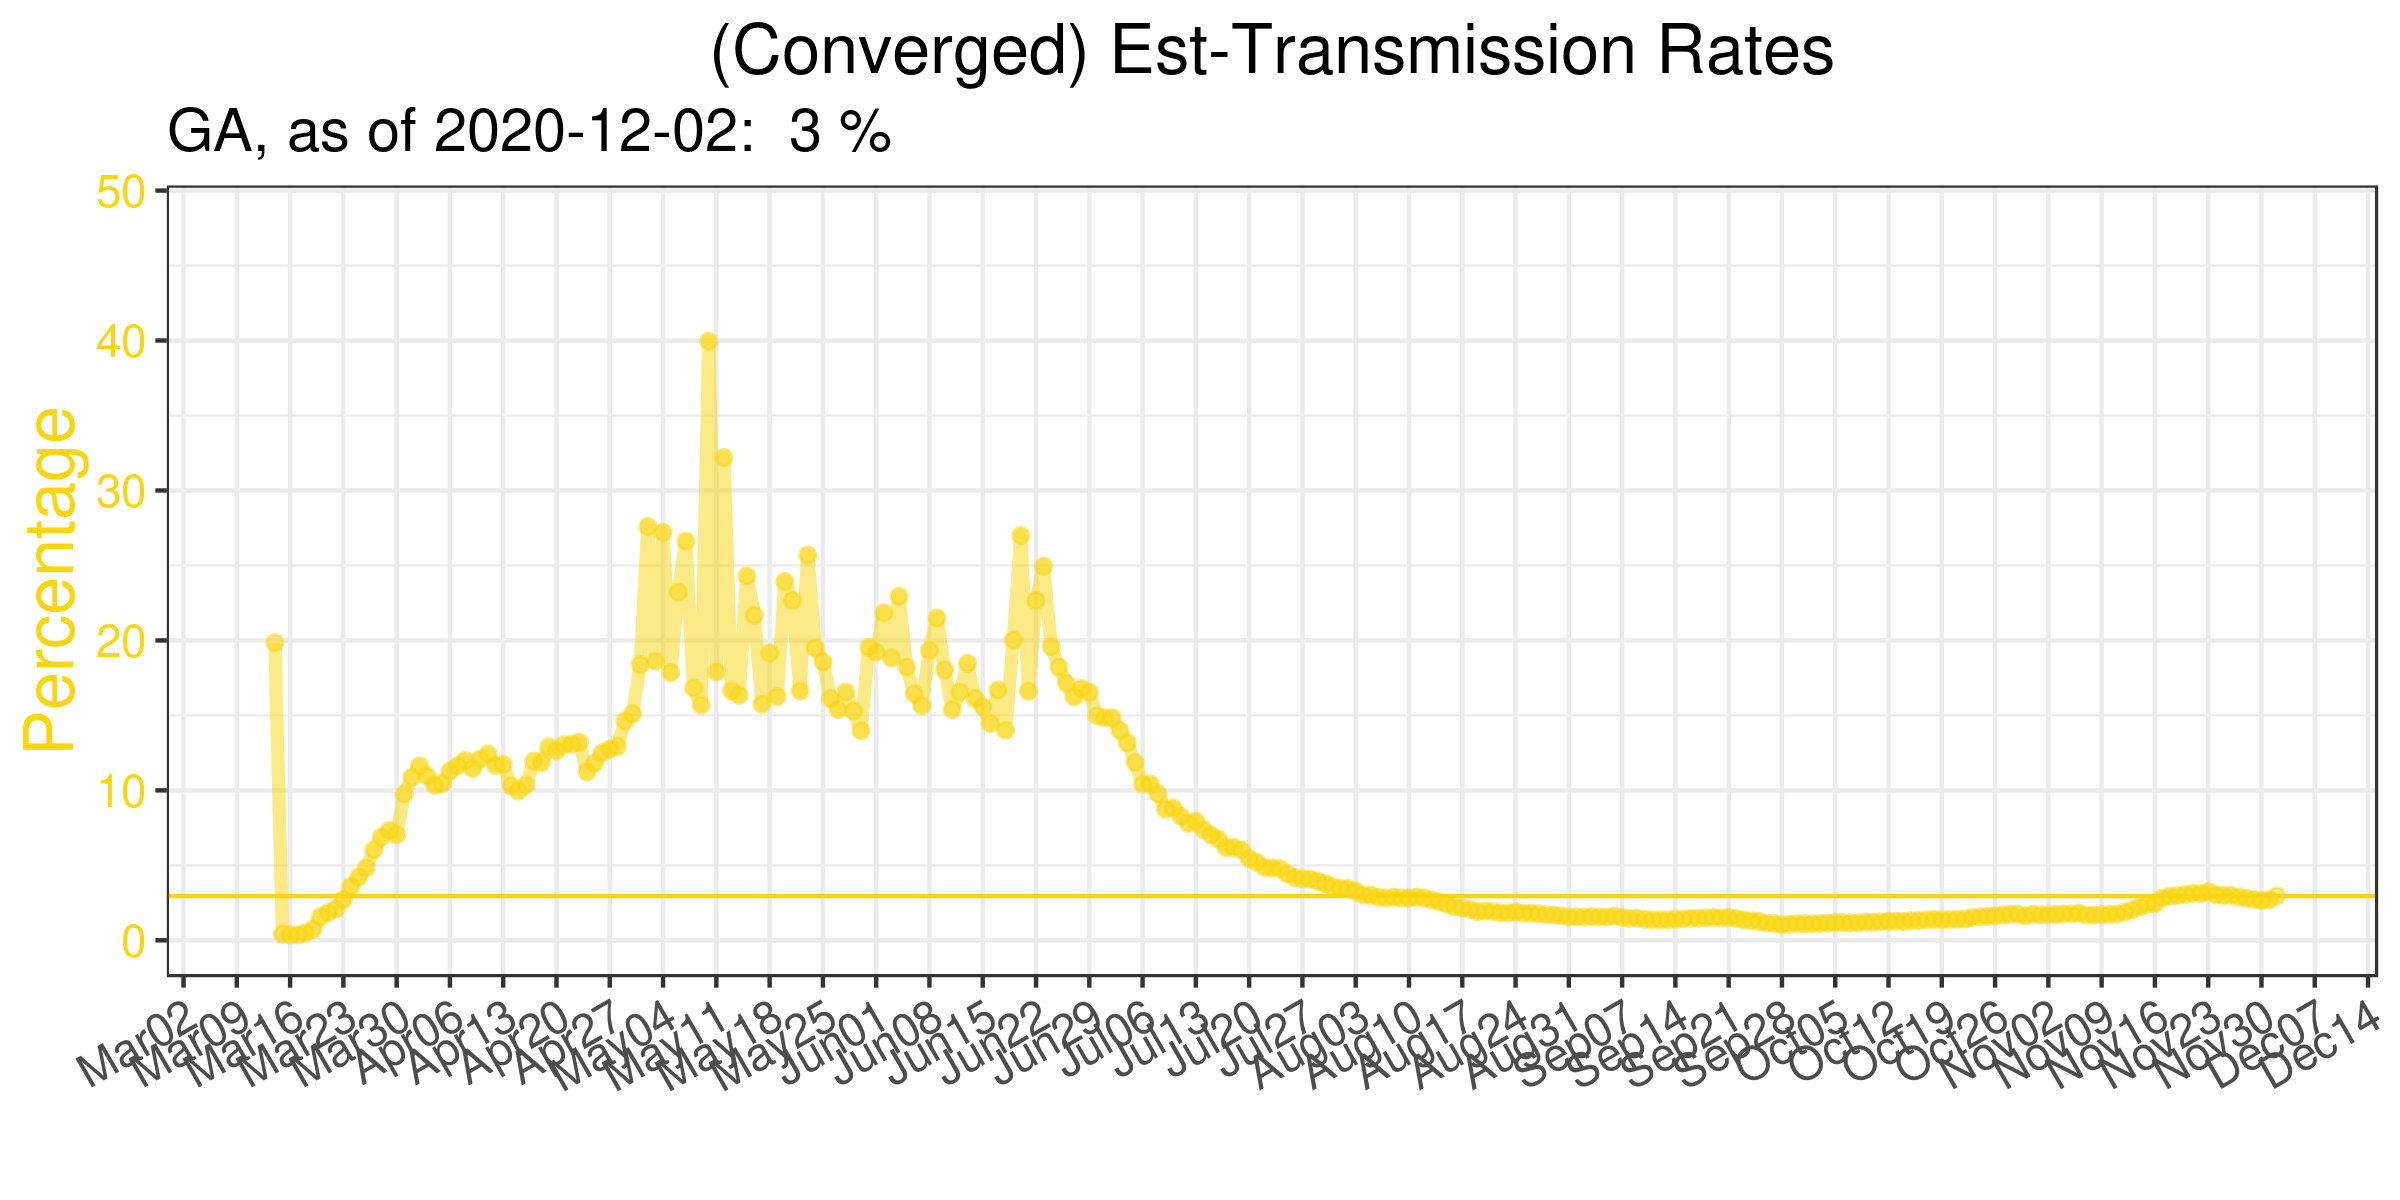 (Converged) Est-Transmission Rates
GA, as of 2020-12-02:  3 %
Percentage
50
40
30
20
10
0
Mar02
Mar09
Mar16
Mar23
Mar30
Apr06
Apr13
Apr20
Apr27
May04
May11
May18
May25
Jun01
Jun08
Jun15
Jun22
Jun29
Jul06
Jul13
Jul20
Jul27
Aug03
Aug10
Aug17
Aug24
Aug31
Sep07
Sep14
Sep21
Sep28
Oct05
Oct12
Oct19
Oct26
Nov02
Nov09
Nov16
Nov23
Nov30
Dec07
Dec14